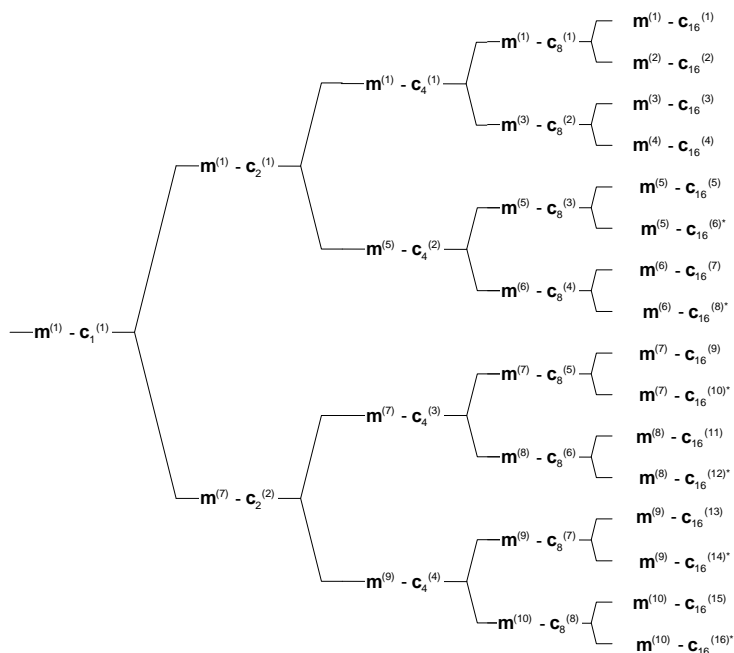 m(1) - c16(1)
m(1) - c8(1)
m(2) - c16(2)
m(1) - c4(1)
m(3) - c16(3)
m(3) - c8(2)
m(4) - c16(4)
m(1) - c2(1)
m(5) - c16(5)
m(5) - c8(3)
m(5) - c16(6)*
m(5) - c4(2)
m(6) - c16(7)
m(6) - c8(4)
m(6) - c16(8)*
m(1) - c1(1)
m(7) - c16(9)
m(7) - c8(5)
m(7) - c16(10)*
m(7) - c4(3)
m(8) - c16(11)
m(8) - c8(6)
m(8) - c16(12)*
m(7) - c2(2)
m(9) - c16(13)
m(9) - c8(7)
m(9) - c16(14)*
m(9) - c4(4)
m(10) - c16(15)
m(10) - c8(8)
m(10) - c16(16)*